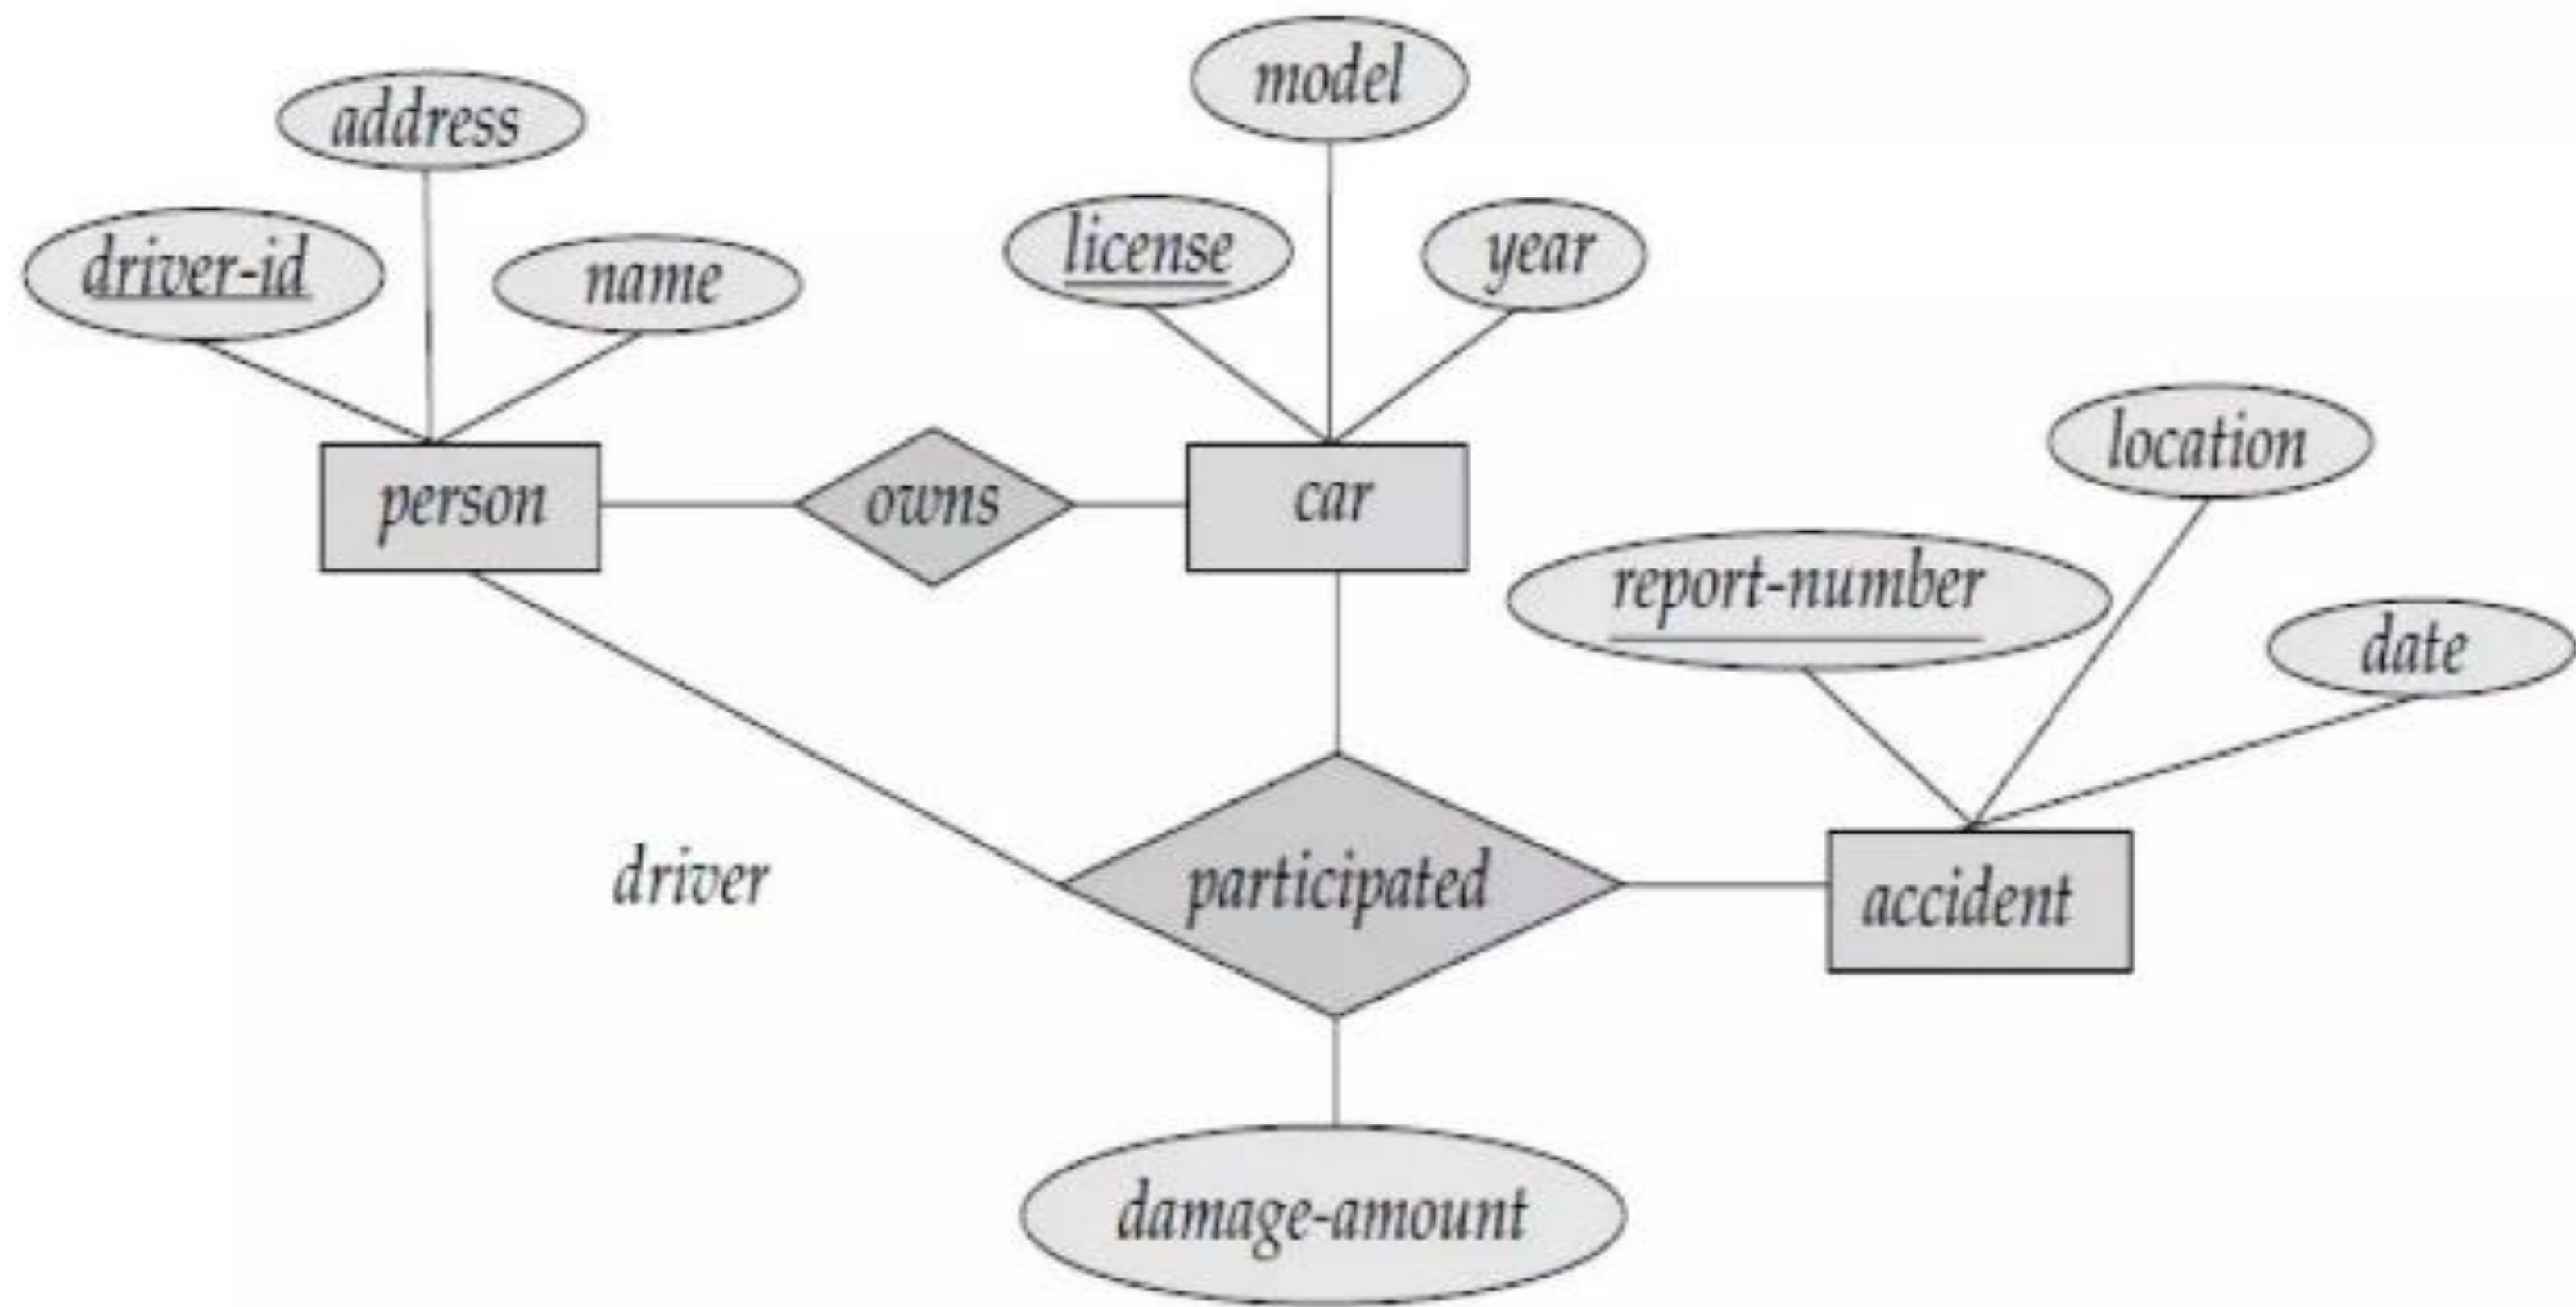 model
address
license
year
driver-id
name
location
person
owns
car
report-number
date
driver
participated
accident
damage-amount